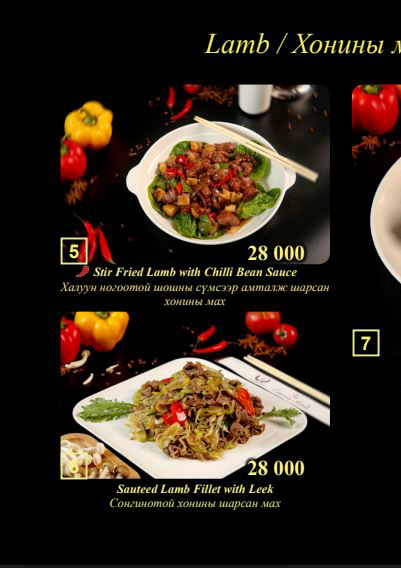 Lamb / Хонины
5
28 000
Stir Fried Lamb with Chilli Bean Sauce
Халуун ногоотой шошны сүмсээр амталж шарсан
хонины мах
7
6
28 000
Sauteed Lamb Fillet with Leek
Сонгинотой хонины шарсан мах